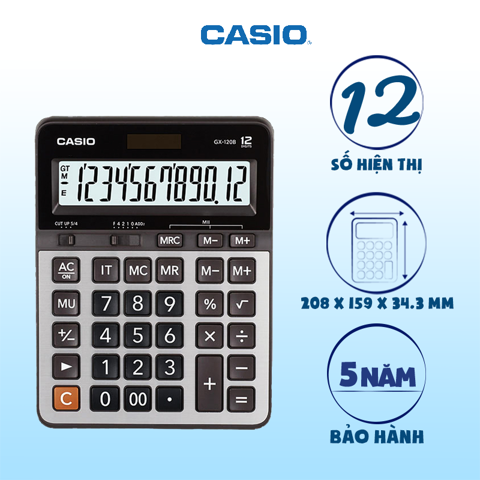 CASIO
12
SỐ HIỆN THỊ
208 X 159 X 34.3 MM
5 NĂM
BẢO HÀNH
CASIO
GX-120B
12
DIGITS
GT
M
E
1234567890.12
CUT UP 5/4
F 4 2 1 0 ADD2
MII
MRC M− M+
AC IT MC MR M− M+
ON
MU 7 8 9 % √
+/− 4 5 6 × ÷
▶ 1 2 3 + −
C 0 00 • =